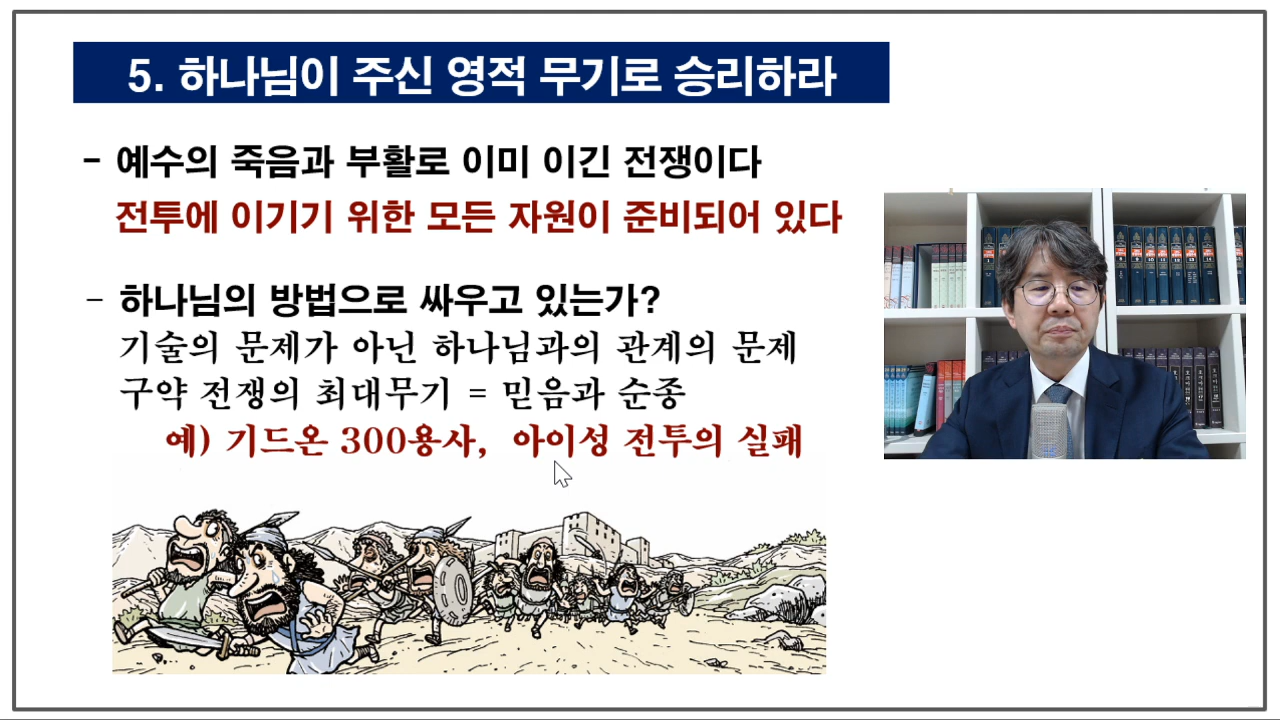 5. 하나님이 주신 영적 무기로 승리하라
- 예수의 죽음과 부활로 이미 이긴 전쟁이다
전투에 이기기 위한 모든 자원이 준비되어 있다
- 하나님의 방법으로 싸우고 있는가?
기술의 문제가 아닌 하나님과의 관계의 문제
구약 전쟁의 최대무기 = 믿음과 순종
예) 기드온 300용사, 아이성 전투의 실패